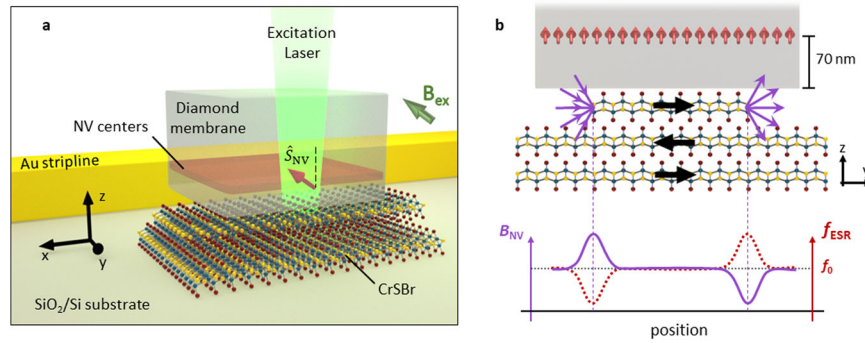 a
Excitation
Laser
B_ex
Diamond
membrane
NV centers
Ŝ_NV
Au stripline
z
x
y
CrSBr
SiO₂/Si substrate
b
70 nm
z
y
B_NV
f_ESR
f₀
position